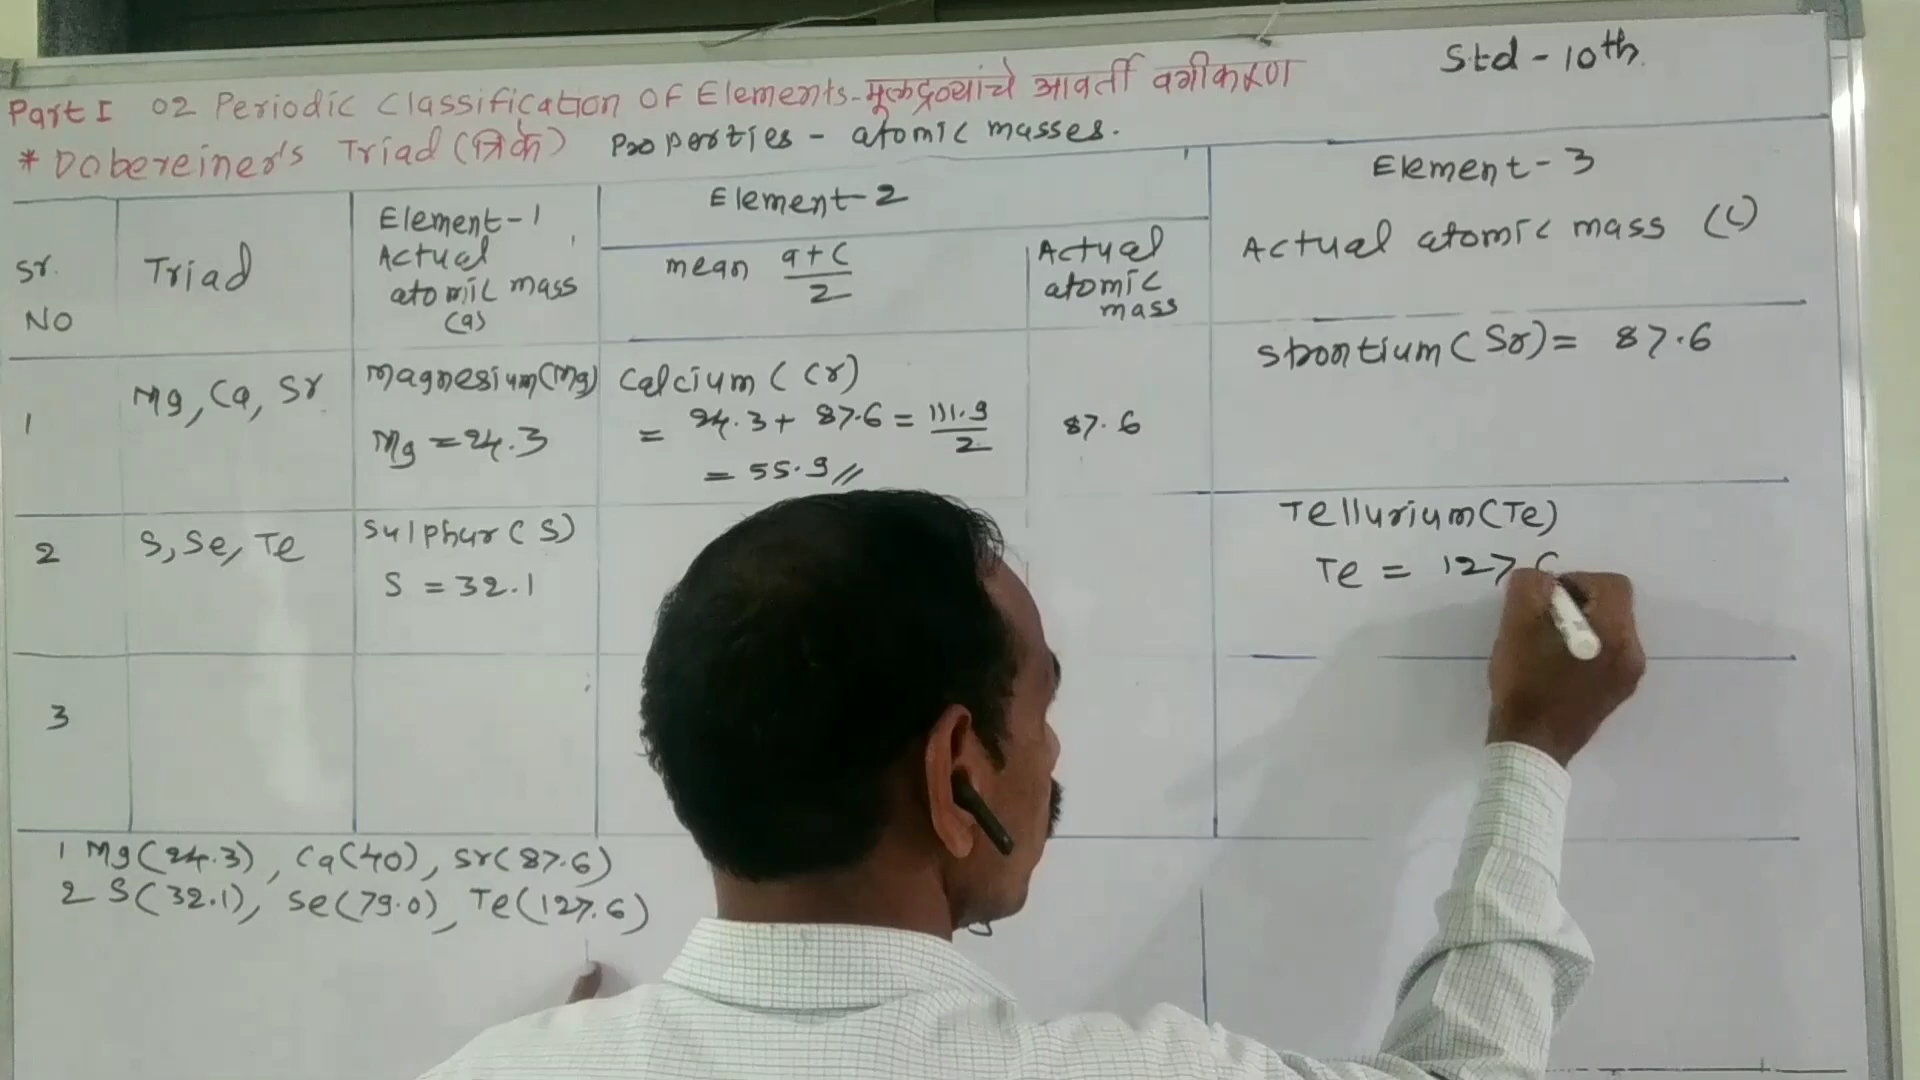 Std - 10th.
Part I 02 Periodic Classification Of Elements - मूलद्रव्यांचे आवर्ती वर्गीकरण
* Dobereiner's Triad (त्रिके) Properties - atomic masses.
Sr. No
Triad
Element-1
Actual
atomic mass
(a)
Element-2
mean a+c/2
Actual
atomic
mass
Element-3
Actual atomic mass (C)
1
Mg, Ca, Sr
Magnesium(Mg)
Mg = 24.3
Calcium (Cr)
= 24.3 + 87.6 = 111.9/2
= 55.9 //
87.6
Strontium (Sr) = 87.6
2
S, Se, Te
Sulphur (S)
S = 32.1
Tellurium(Te)
Te = 127
3
1 Mg(24.3), Ca(40), Sr(87.6)
2 S(32.1), Se(79.0), Te(127.6)